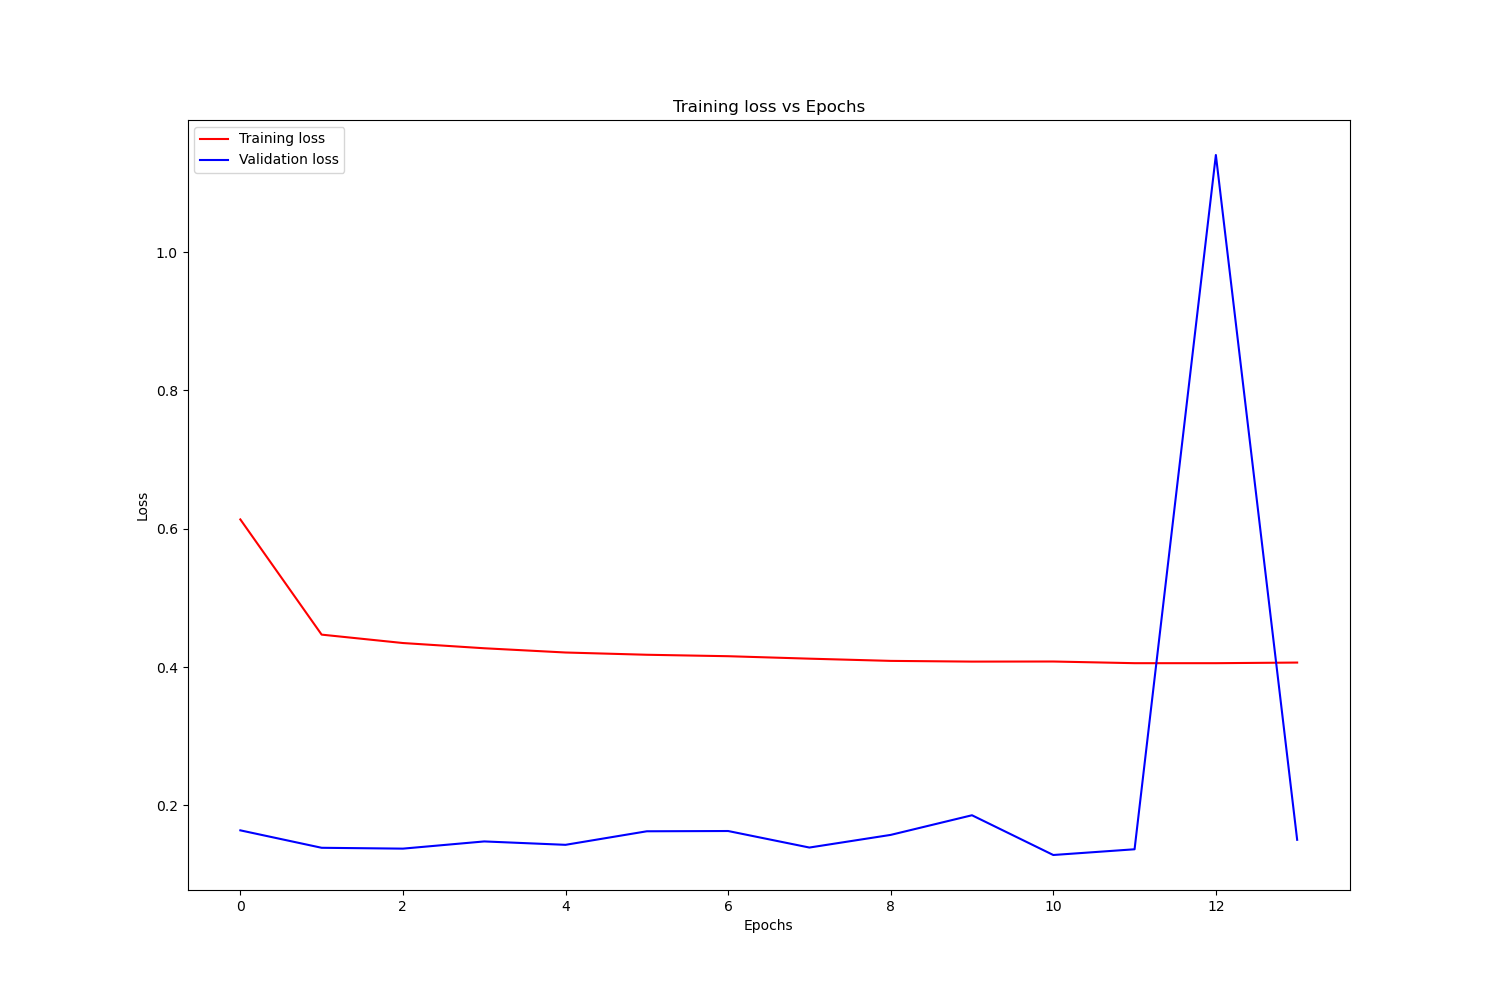 Training loss vs Epochs
Training loss
Validation loss
1.0
0.8
0.6
0.4
0.2
Loss
0 2 4 6 8 10 12
Epochs